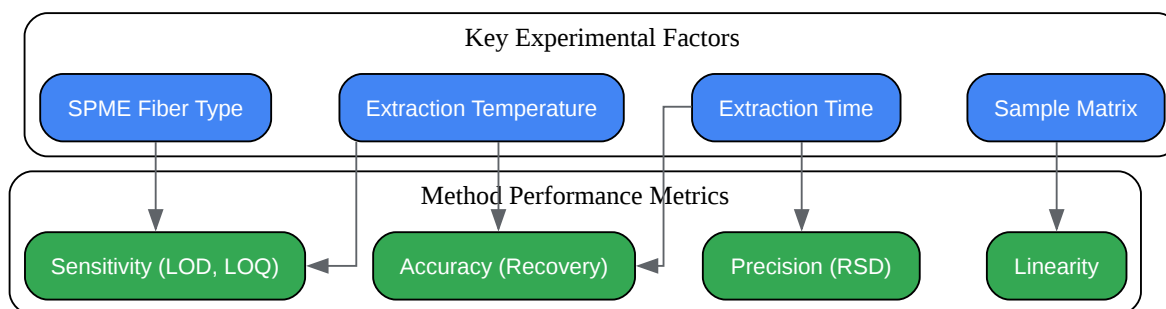 Key Experimental Factors
SPME Fiber Type
Extraction Temperature
Extraction Time
Sample Matrix
Method Performance Metrics
Sensitivity (LOD, LOQ)
Accuracy (Recovery)
Precision (RSD)
Linearity